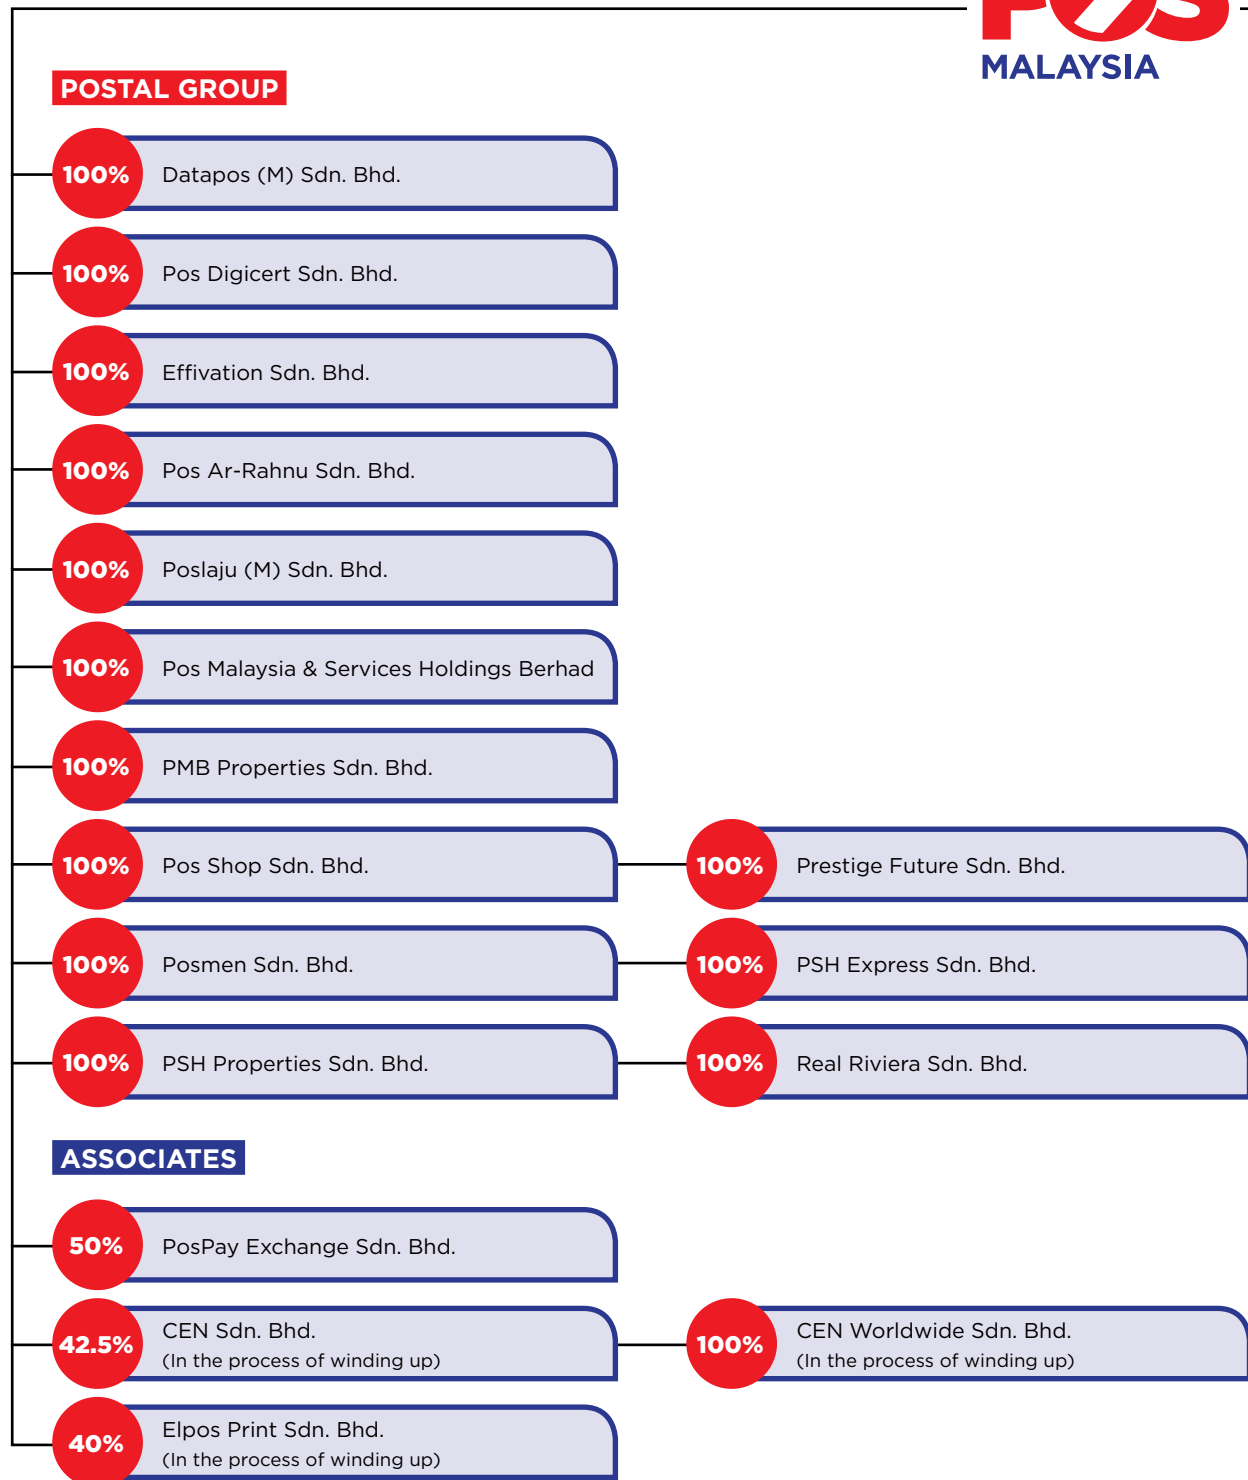 POS
MALAYSIA
POSTAL GROUP
100%
Datapos (M) Sdn. Bhd.
100%
Pos Digicert Sdn. Bhd.
100%
Effivation Sdn. Bhd.
100%
Pos Ar-Rahnu Sdn. Bhd.
100%
Poslaju (M) Sdn. Bhd.
100%
Pos Malaysia & Services Holdings Berhad
100%
PMB Properties Sdn. Bhd.
100%
Pos Shop Sdn. Bhd.
100%
Prestige Future Sdn. Bhd.
100%
Posmen Sdn. Bhd.
100%
PSH Express Sdn. Bhd.
100%
PSH Properties Sdn. Bhd.
100%
Real Riviera Sdn. Bhd.
ASSOCIATES
50%
PosPay Exchange Sdn. Bhd.
42.5%
CEN Sdn. Bhd.
(In the process of winding up)
100%
CEN Worldwide Sdn. Bhd.
(In the process of winding up)
40%
Elpos Print Sdn. Bhd.
(In the process of winding up)